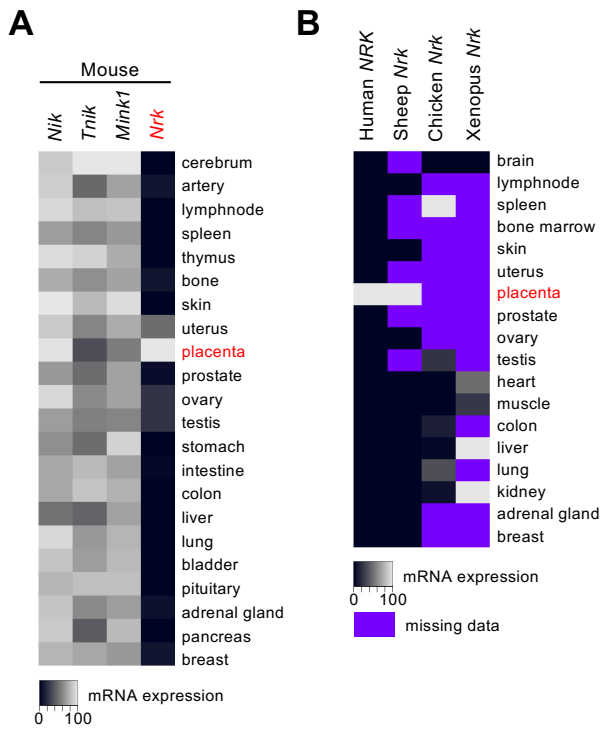 A
Mouse
Nik
Tnik
Mink1
Nrk
cerebrum
artery
lymphnode
spleen
thymus
bone
skin
uterus
placenta
prostate
ovary
testis
stomach
intestine
colon
liver
lung
bladder
pituitary
adrenal gland
pancreas
breast
mRNA expression
0 100
B
Human NRK
Sheep Nrk
Chicken Nrk
Xenopus Nrk
brain
lymphnode
spleen
bone marrow
skin
uterus
placenta
prostate
ovary
testis
heart
muscle
colon
liver
lung
kidney
adrenal gland
breast
mRNA expression
0 100
missing data